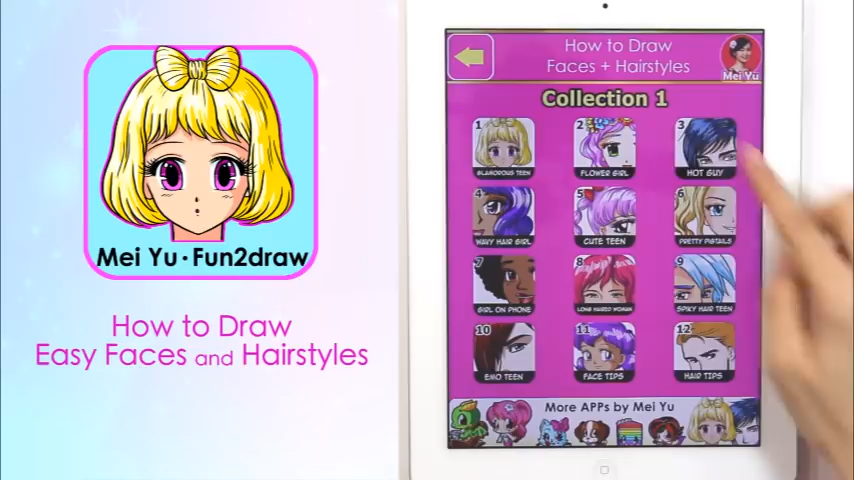 Mei Yu·Fun2draw
How to Draw
Easy Faces and Hairstyles
How to Draw
Faces + Hairstyles
Mei Yu
Collection 1
1
GLAMOROUS TEEN
2
FLOWER GIRL
3
HOT GUY
4
WAVY HAIR GIRL
5
CUTE TEEN
6
PRETTY PIGTAILS
7
GIRL ON PHONE
8
LONG HAIRED WOMAN
9
SPIKY HAIR TEEN
10
EMO TEEN
11
FACE TIPS
12
HAIR TIPS
More APPs by Mei Yu